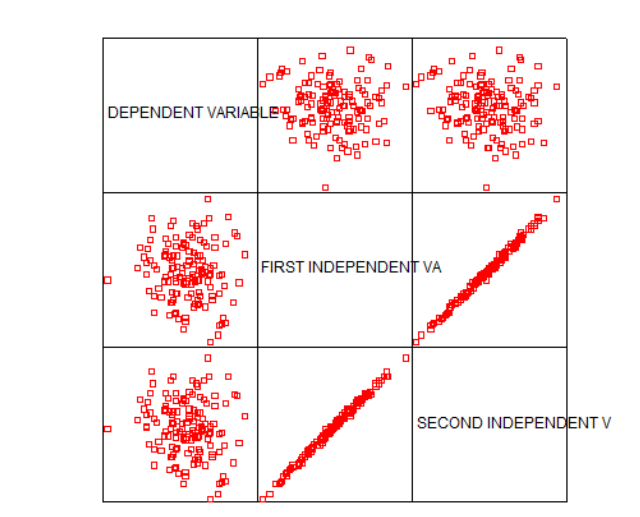 DEPENDENT VARIABLE
FIRST INDEPENDENT VA
SECOND INDEPENDENT V